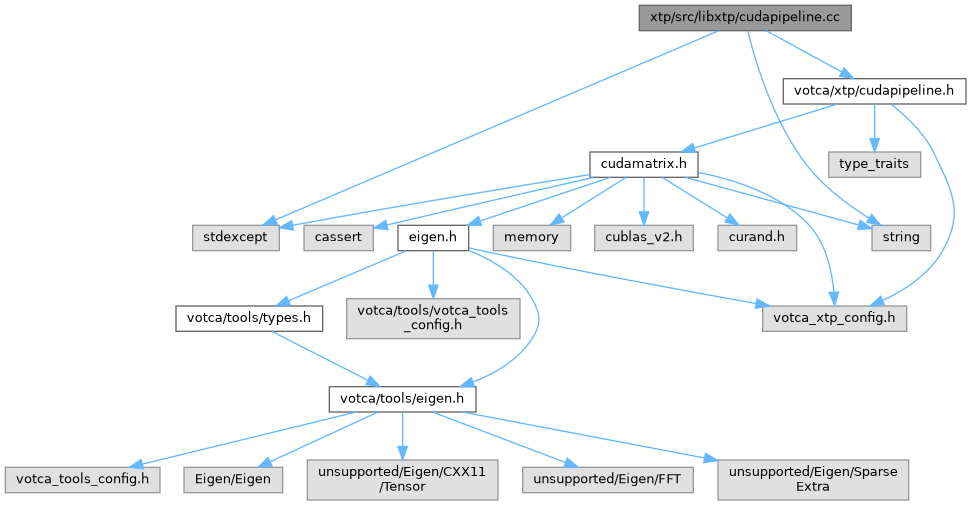 xtp/src/libxtp/cudapipeline.cc
votca/xtp/cudapipeline.h
cudamatrix.h
type_traits
stdexcept
cassert
eigen.h
memory
cublas_v2.h
curand.h
string
votca/tools/types.h
votca/tools/votca_tools
_config.h
votca_xtp_config.h
votca/tools/eigen.h
votca_tools_config.h
Eigen/Eigen
unsupported/Eigen/CXX11
/Tensor
unsupported/Eigen/FFT
unsupported/Eigen/Sparse
Extra